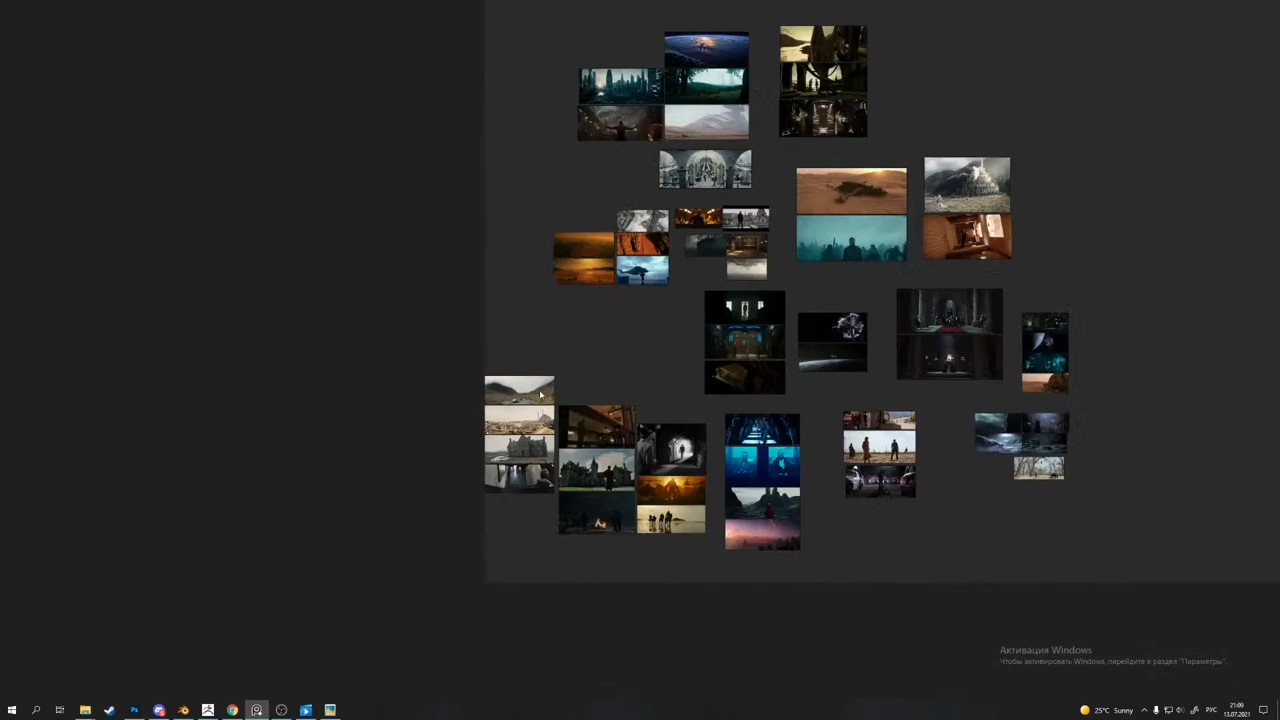 Активация Windows
Чтобы активировать Windows, перейдите в раздел "Параметры".
25°C Sunny
РУС
21:09
13.07.2021